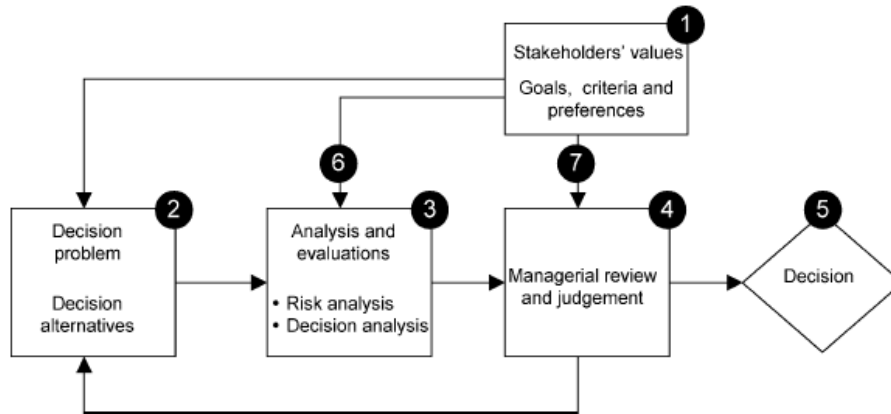 1
Stakeholders' values
Goals, criteria and
preferences
6
7
2
Decision
problem
Decision
alternatives
3
Analysis and
evaluations
• Risk analysis
• Decision analysis
4
Managerial review
and judgement
5
Decision